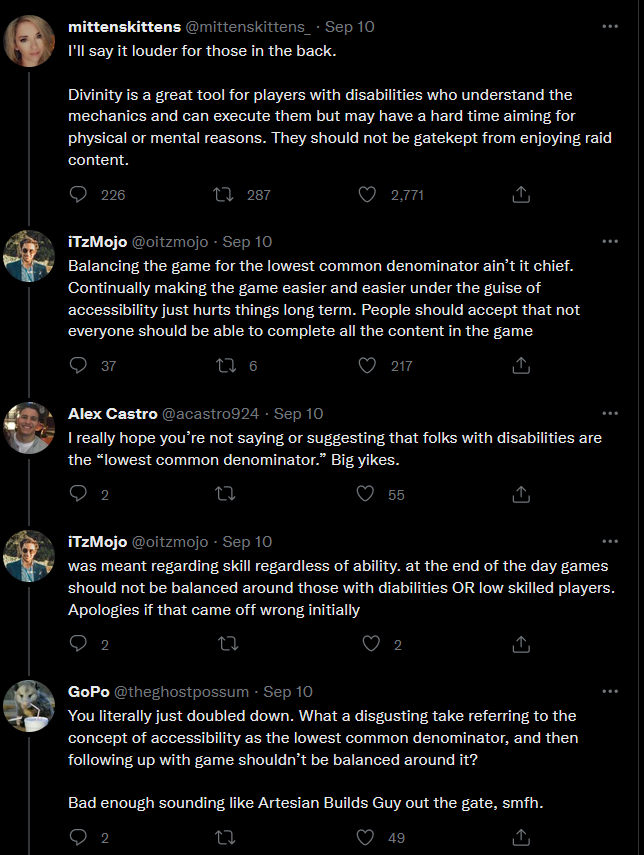 mittenskittens @mittenskittens_ · Sep 10
I'll say it louder for those in the back.
Divinity is a great tool for players with disabilities who understand the
mechanics and can execute them but may have a hard time aiming for
physical or mental reasons. They should not be gatekept from enjoying raid
content.
226 287 2,771
iTzMojo @oitzmojo · Sep 10
Balancing the game for the lowest common denominator ain’t it chief.
Continually making the game easier and easier under the guise of
accessibility just hurts things long term. People should accept that not
everyone should be able to complete all the content in the game
37 6 217
Alex Castro @acastro924 · Sep 10
I really hope you’re not saying or suggesting that folks with disabilities are
the “lowest common denominator.” Big yikes.
2 55
iTzMojo @oitzmojo · Sep 10
was meant regarding skill regardless of ability. at the end of the day games
should not be balanced around those with diabilities OR low skilled players.
Apologies if that came off wrong initially
2 2
GoPo @theghostpossum · Sep 10
You literally just doubled down. What a disgusting take referring to the
concept of accessibility as the lowest common denominator, and then
following up with game shouldn’t be balanced around it?
Bad enough sounding like Artesian Builds Guy out the gate, smfh.
2 49